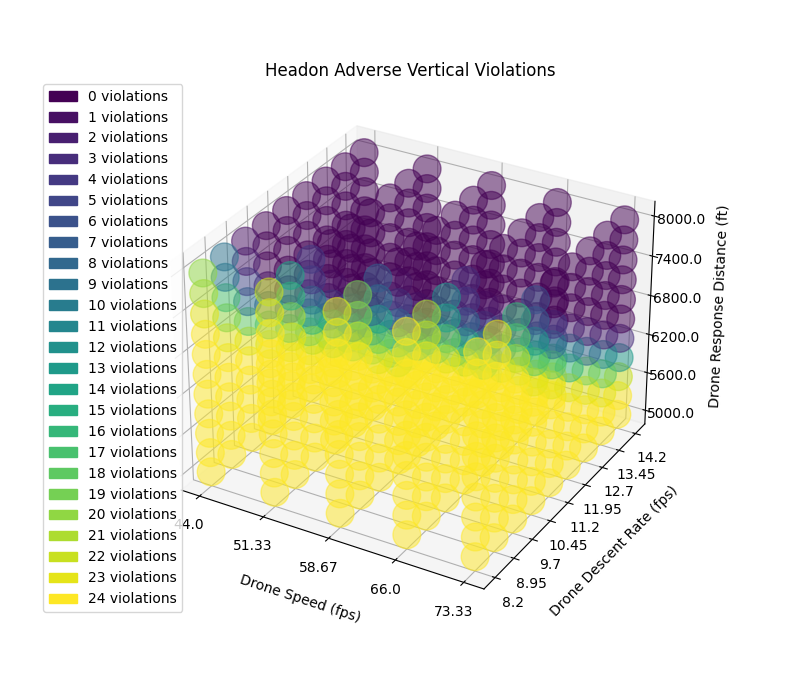 Headon Adverse Vertical Violations
0 violations
1 violations
2 violations
3 violations
4 violations
5 violations
6 violations
7 violations
8 violations
9 violations
10 violations
11 violations
12 violations
13 violations
14 violations
15 violations
16 violations
17 violations
18 violations
19 violations
20 violations
21 violations
22 violations
23 violations
24 violations
44.0
51.33
58.67
66.0
73.33
Drone Speed (fps)
8.2
8.95
9.7
10.45
11.2
11.95
12.7
13.45
14.2
Drone Descent Rate (fps)
8000.0
7400.0
6800.0
6200.0
5600.0
5000.0
Drone Response Distance (ft)